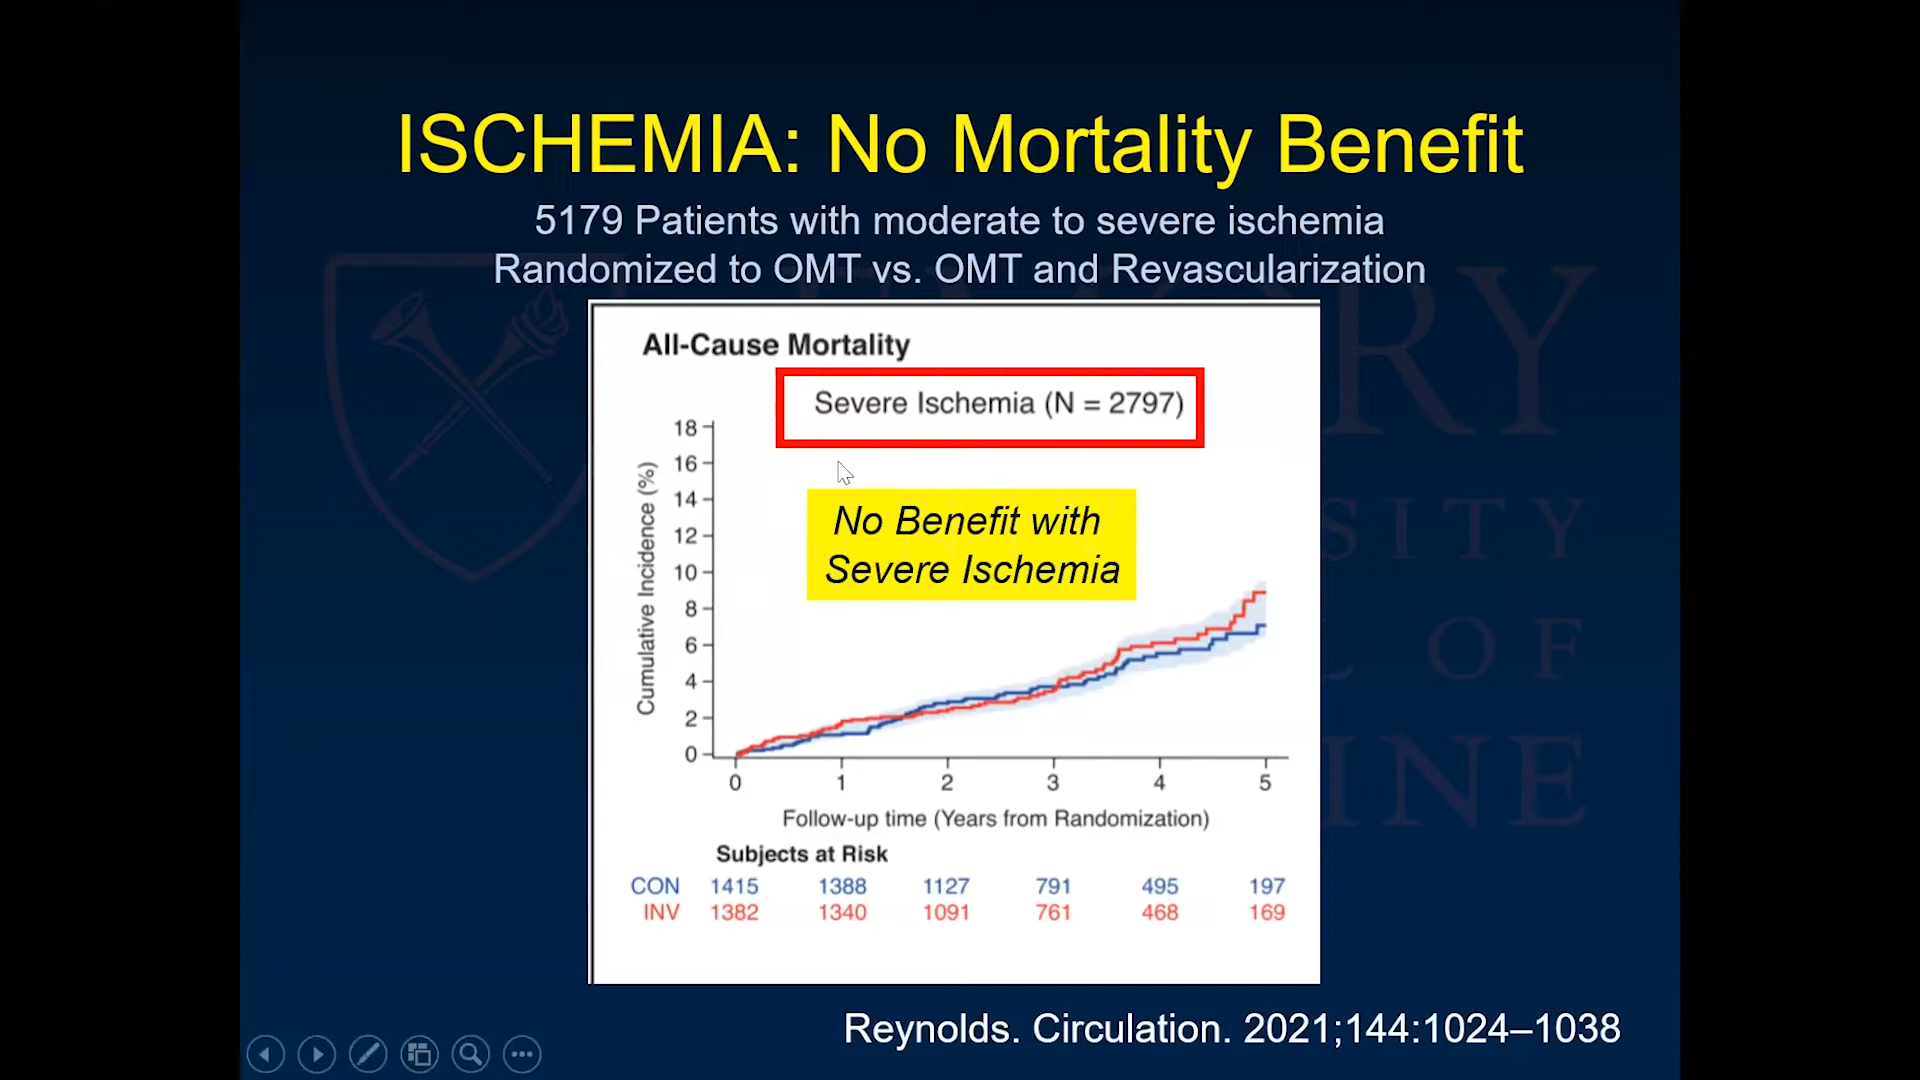 ISCHEMIA: No Mortality Benefit
5179 Patients with moderate to severe ischemia
Randomized to OMT vs. OMT and Revascularization
All-Cause Mortality
Severe Ischemia (N = 2797)
No Benefit with
Severe Ischemia
Cumulative Incidence (%)
18
16
14
12
10
8
6
4
2
0
0 1 2 3 4 5
Follow-up time (Years from Randomization)
Subjects at Risk
CON 1415 1388 1127 791 495 197
INV 1382 1340 1091 761 468 169
Reynolds. Circulation. 2021;144:1024–1038